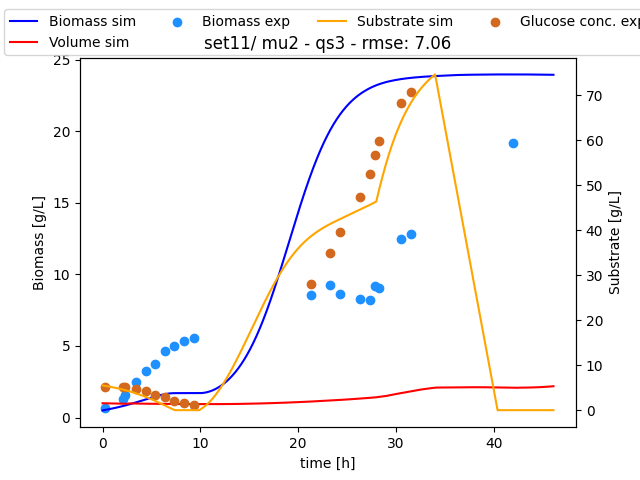 Biomass sim Biomass exp Substrate sim Glucose conc. exp
Volume sim
set11/ mu2 - qs3 - rmse: 7.06
25
20
15
10
5
0
Biomass [g/L]
70
60
50
40
30
20
10
0
Substrate [g/L]
0 10 20 30 40
time [h]